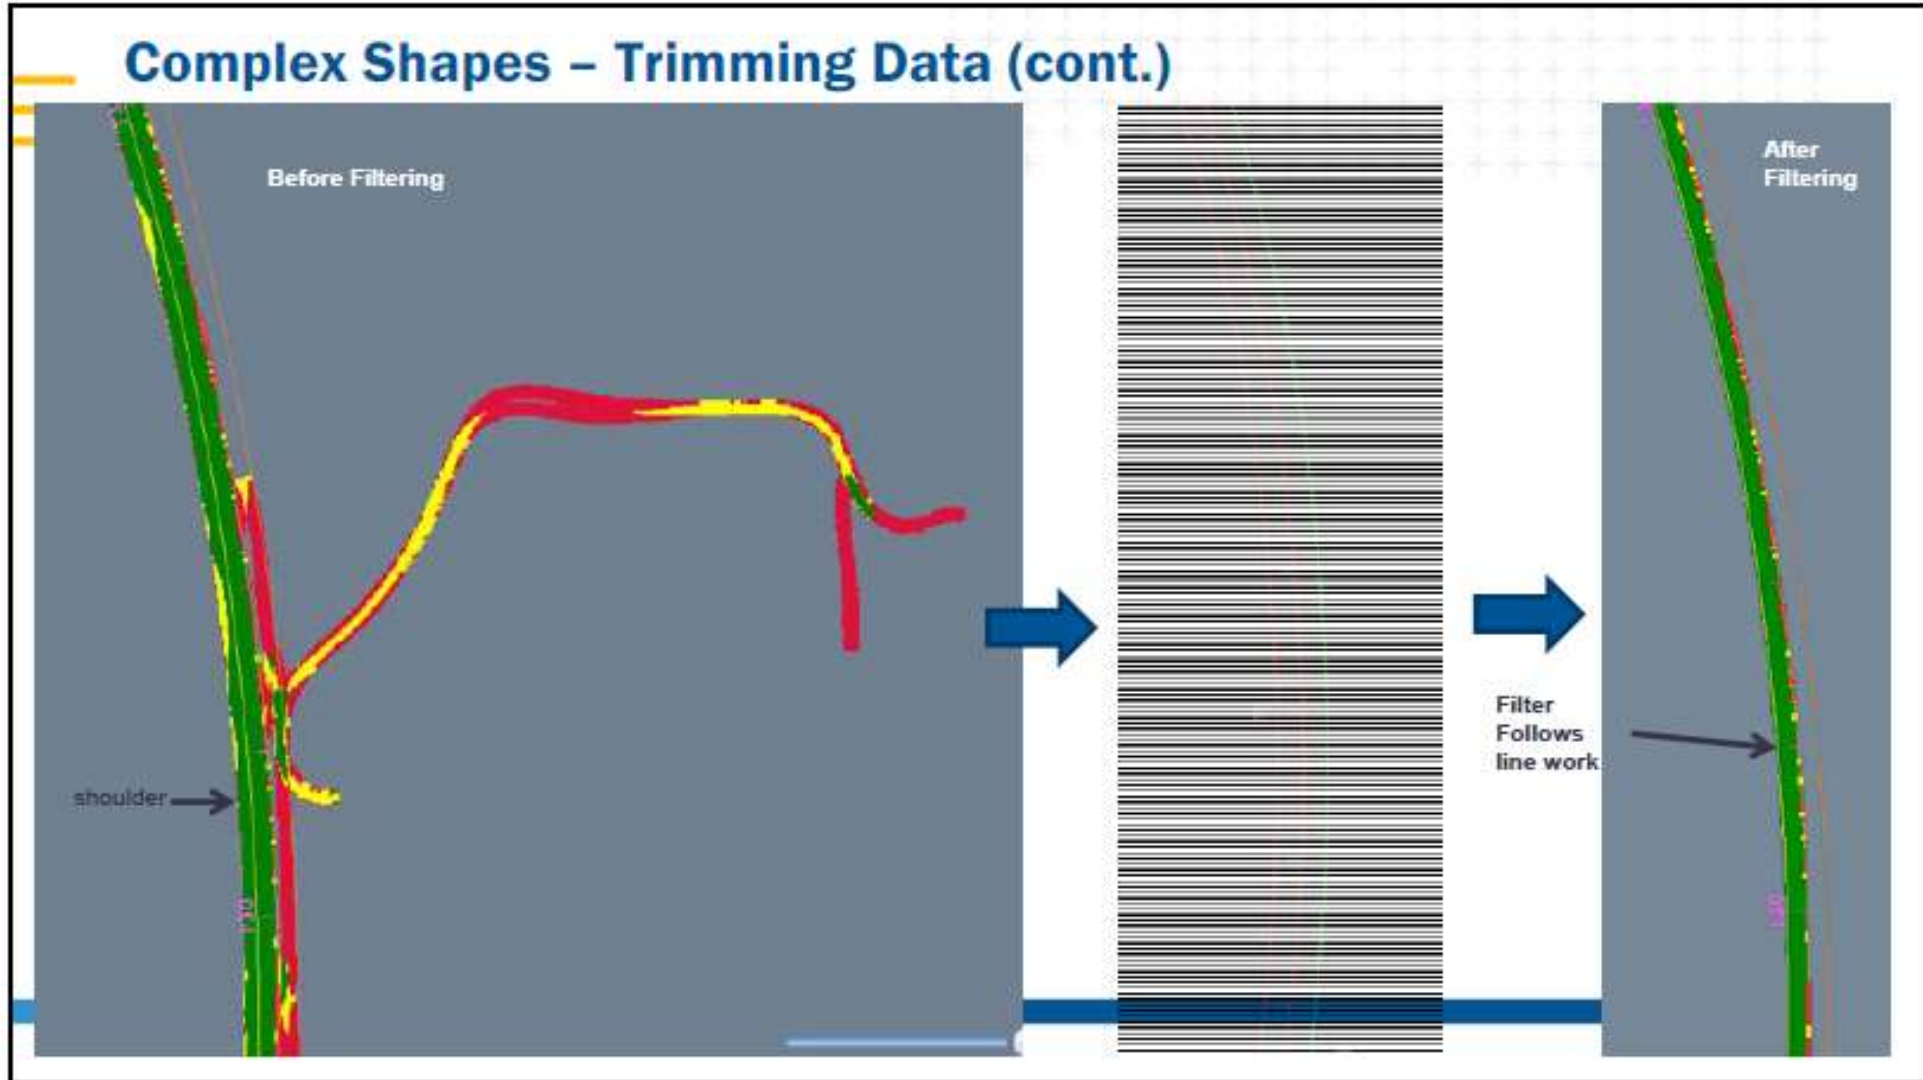 Complex Shapes – Trimming Data (cont.)
Before Filtering
After
Filtering
Filter
Follows
line work
shoulder